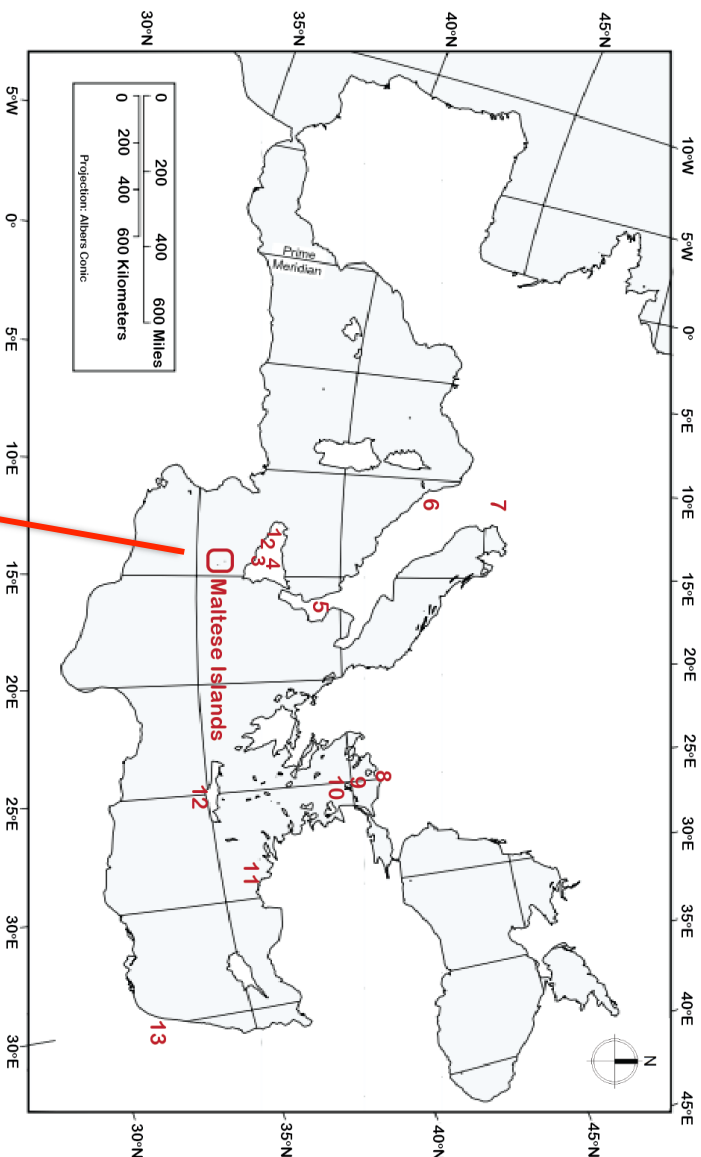 10°W 5°W 0° 5°E 10°E 15°E 20°E 25°E 30°E 35°E 40°E 45°E
N
45°N
45°N
7
6
40°N
40°N
8
9
10
5
Prime
Meridian
1
2
4
3
11
35°N
35°N
Maltese Islands
12
13
0 200 400 600 Miles
0 200 400 600 Kilometers
Projection: Albers Conic
30°N
30°N
5°W 0° 5°E 10°E 15°E 20°E 25°E 30°E 30°E